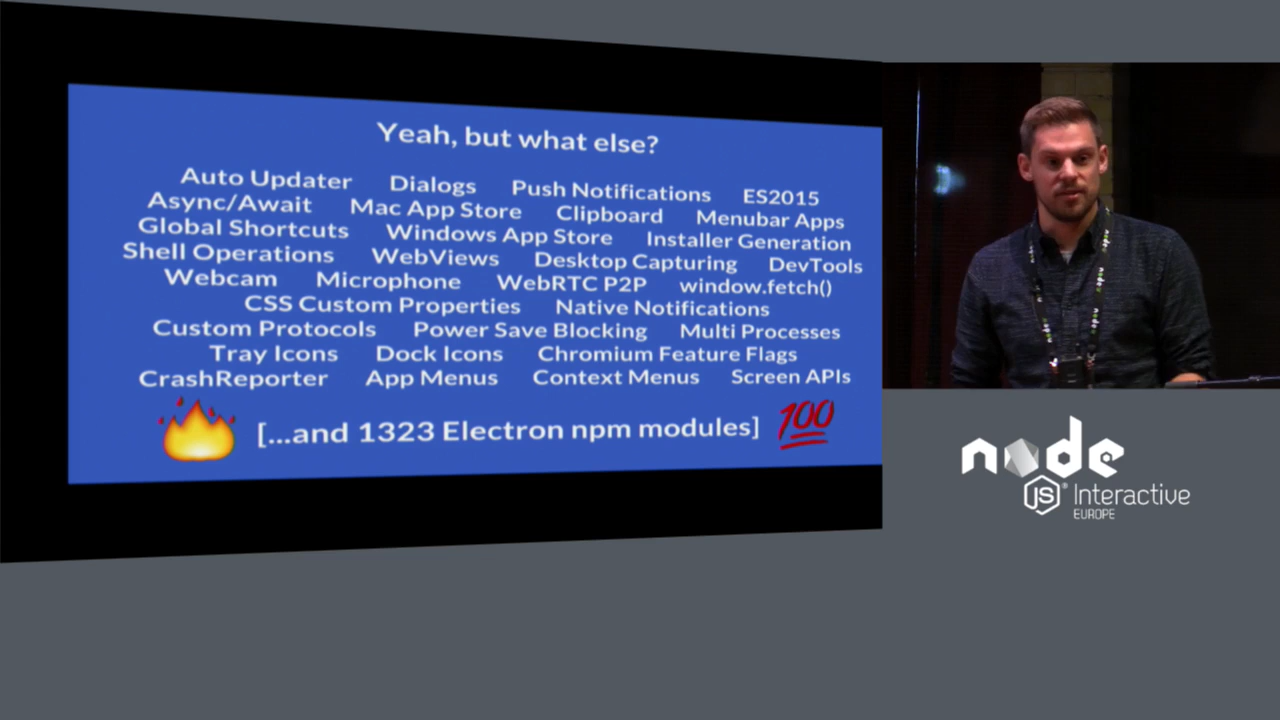 Yeah, but what else?
Auto Updater Dialogs Push Notifications ES2015
Async/Await Mac App Store Clipboard Menubar Apps
Global Shortcuts Windows App Store Installer Generation
Shell Operations WebViews Desktop Capturing DevTools
Webcam Microphone WebRTC P2P window.fetch()
CSS Custom Properties Native Notifications
Custom Protocols Power Save Blocking Multi Processes
Tray Icons Dock Icons Chromium Feature Flags
CrashReporter App Menus Context Menus Screen APIs
🔥 [...and 1323 Electron npm modules] 💯
node
JS® Interactive
EUROPE